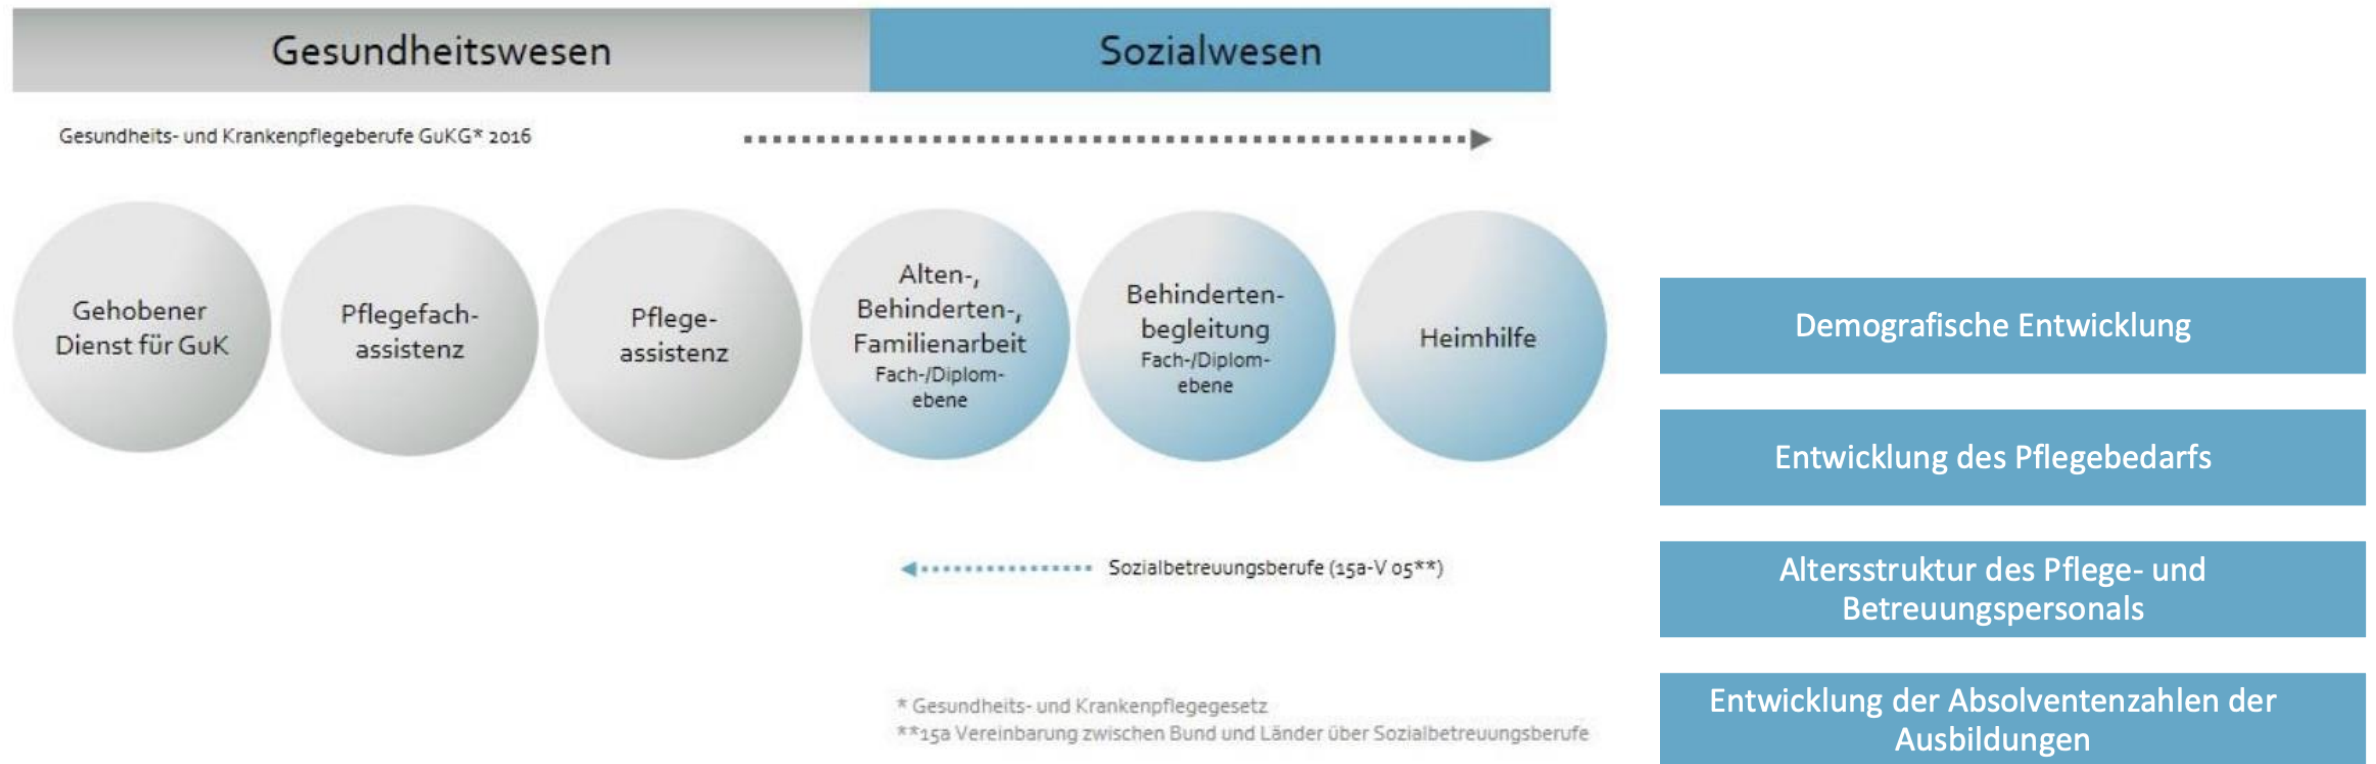 Gesundheitswesen
Sozialwesen
Gesundheits- und Krankenpflegeberufe GuKG* 2016
Gehobener
Dienst für GuK
Pflegefach-
assistenz
Pflege-
assistenz
Alten-,
Behinderten-,
Familienarbeit
Fach-/Diplom-
ebene
Behinderten-
begleitung
Fach-/Diplom-
ebene
Heimhilfe
Sozialbetreuungsberufe (15a-V 05**)
* Gesundheits- und Krankenpflegegesetz
**15a Vereinbarung zwischen Bund und Länder über Sozialbetreuungsberufe
Demografische Entwicklung
Entwicklung des Pflegebedarfs
Altersstruktur des Pflege- und
Betreuungspersonals
Entwicklung der Absolventenzahlen der
Ausbildungen